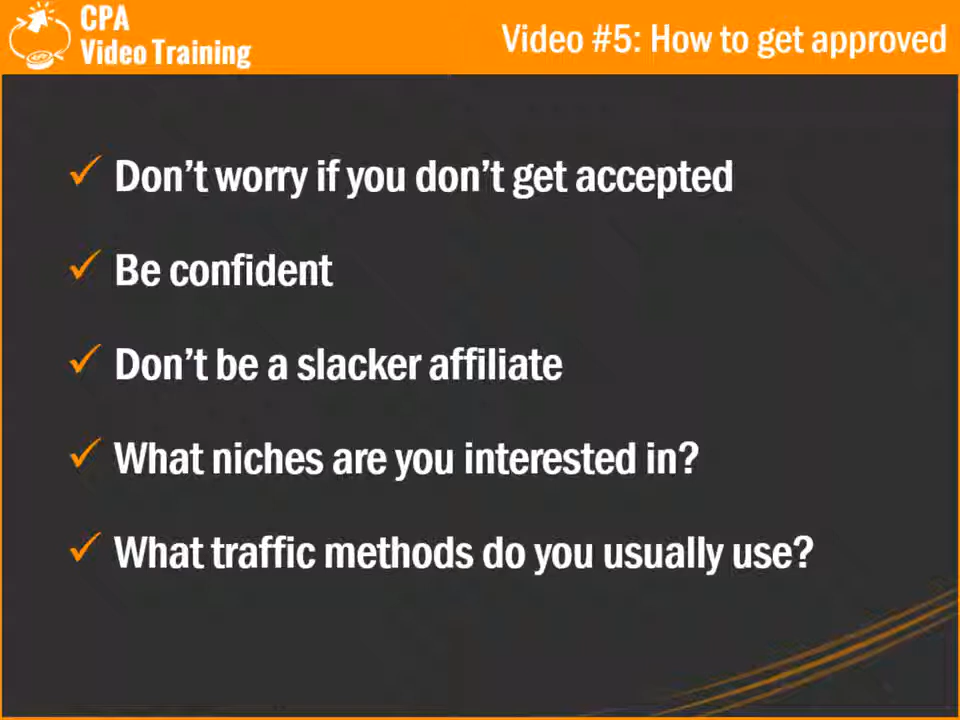 CPA
Video Training
Video #5: How to get approved
Don't worry if you don't get accepted
Be confident
Don't be a slacker affiliate
What niches are you interested in?
What traffic methods do you usually use?